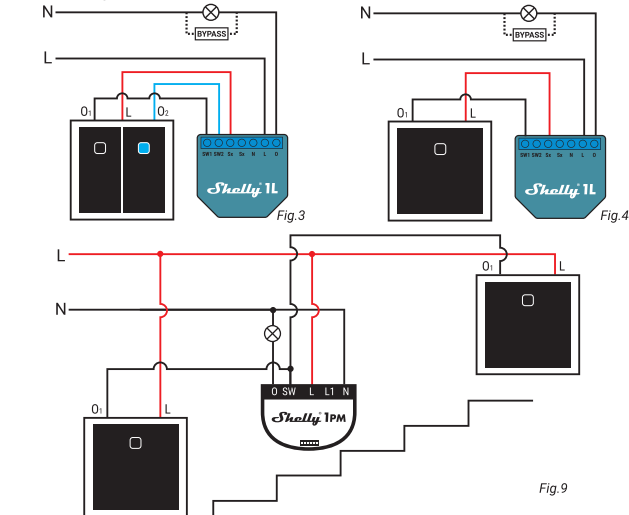 N
BYPASS
L
O1 L O2
SW1 SW2 Sx Sx N L O
Shelly 1L
Fig.3
N
BYPASS
L
O1 L
SW1 SW2 Sx Sx N L O
Shelly 1L
Fig.4
L
O1 L
N
O SW L L1 N
Shelly 1PM
O1 L
Fig.9